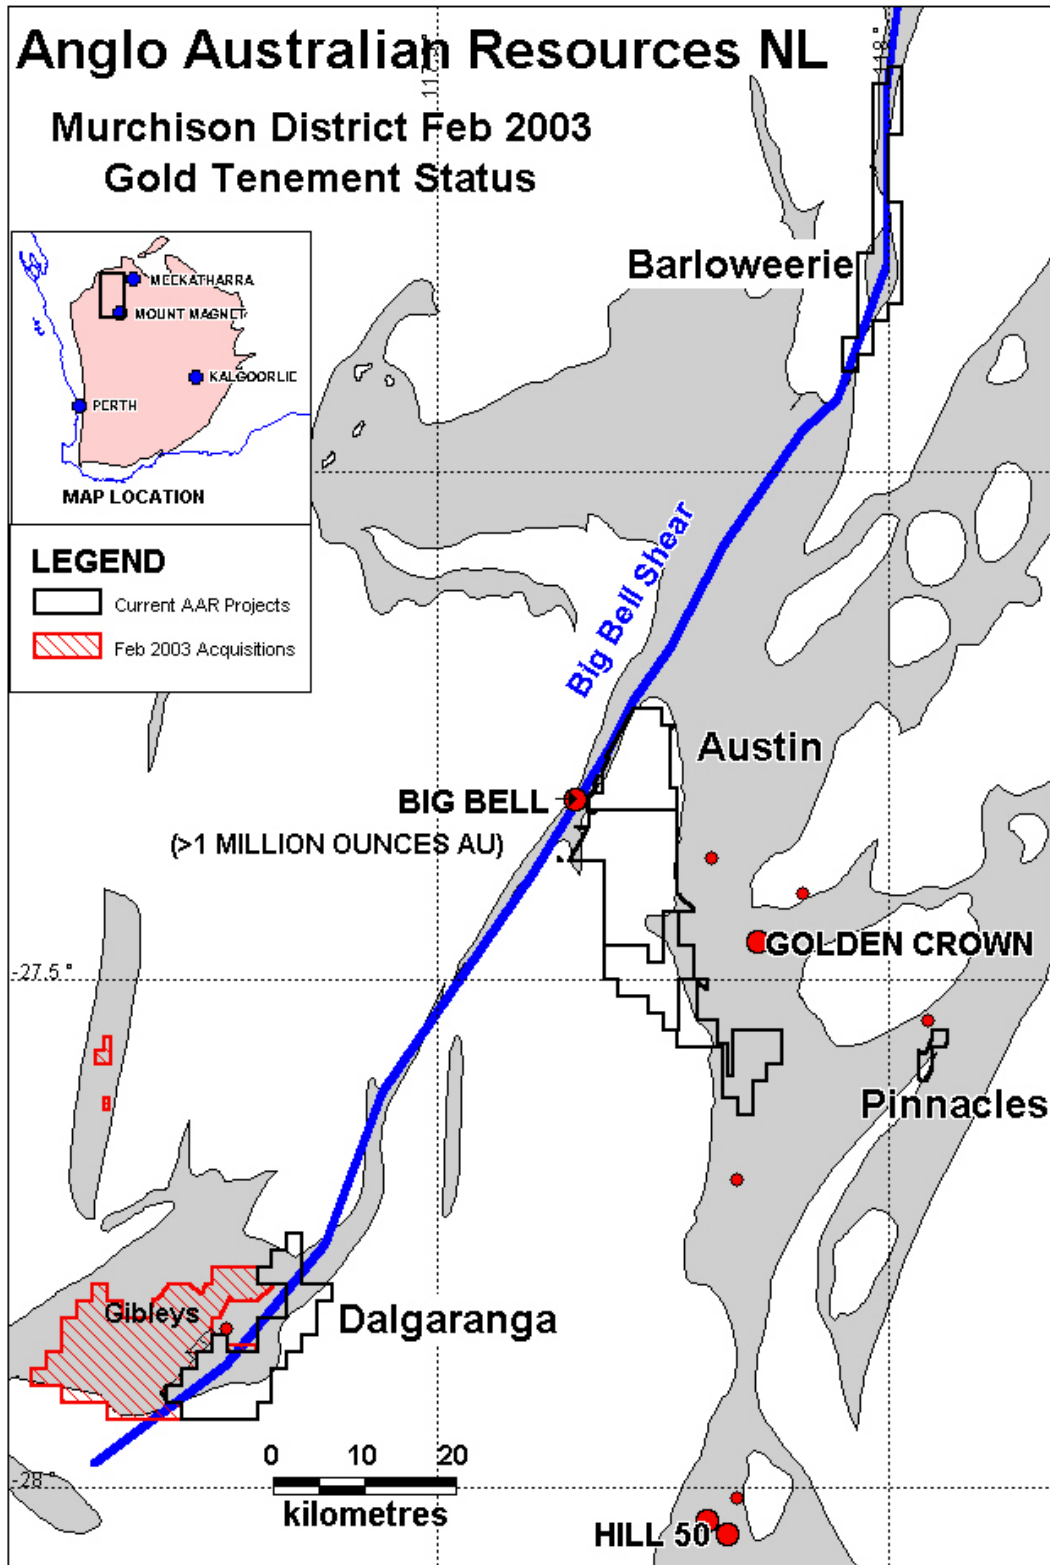 Anglo Australian Resources NL
Murchison District Feb 2003
Gold Tenement Status
118°
Barloweerie
MEEKATHARRA
MOUNT MAGNET
KALGOORLIE
PERTH
MAP LOCATION
LEGEND
Current AAR Projects
Feb 2003 Acquisitions
Big Bell Shear
Austin
BIG BELL
(>1 MILLION OUNCES AU)
GOLDEN CROWN
-27.5°
Pinnacles
Gibleys
Dalgaranga
0 10 20
kilometres
-28°
HILL 50